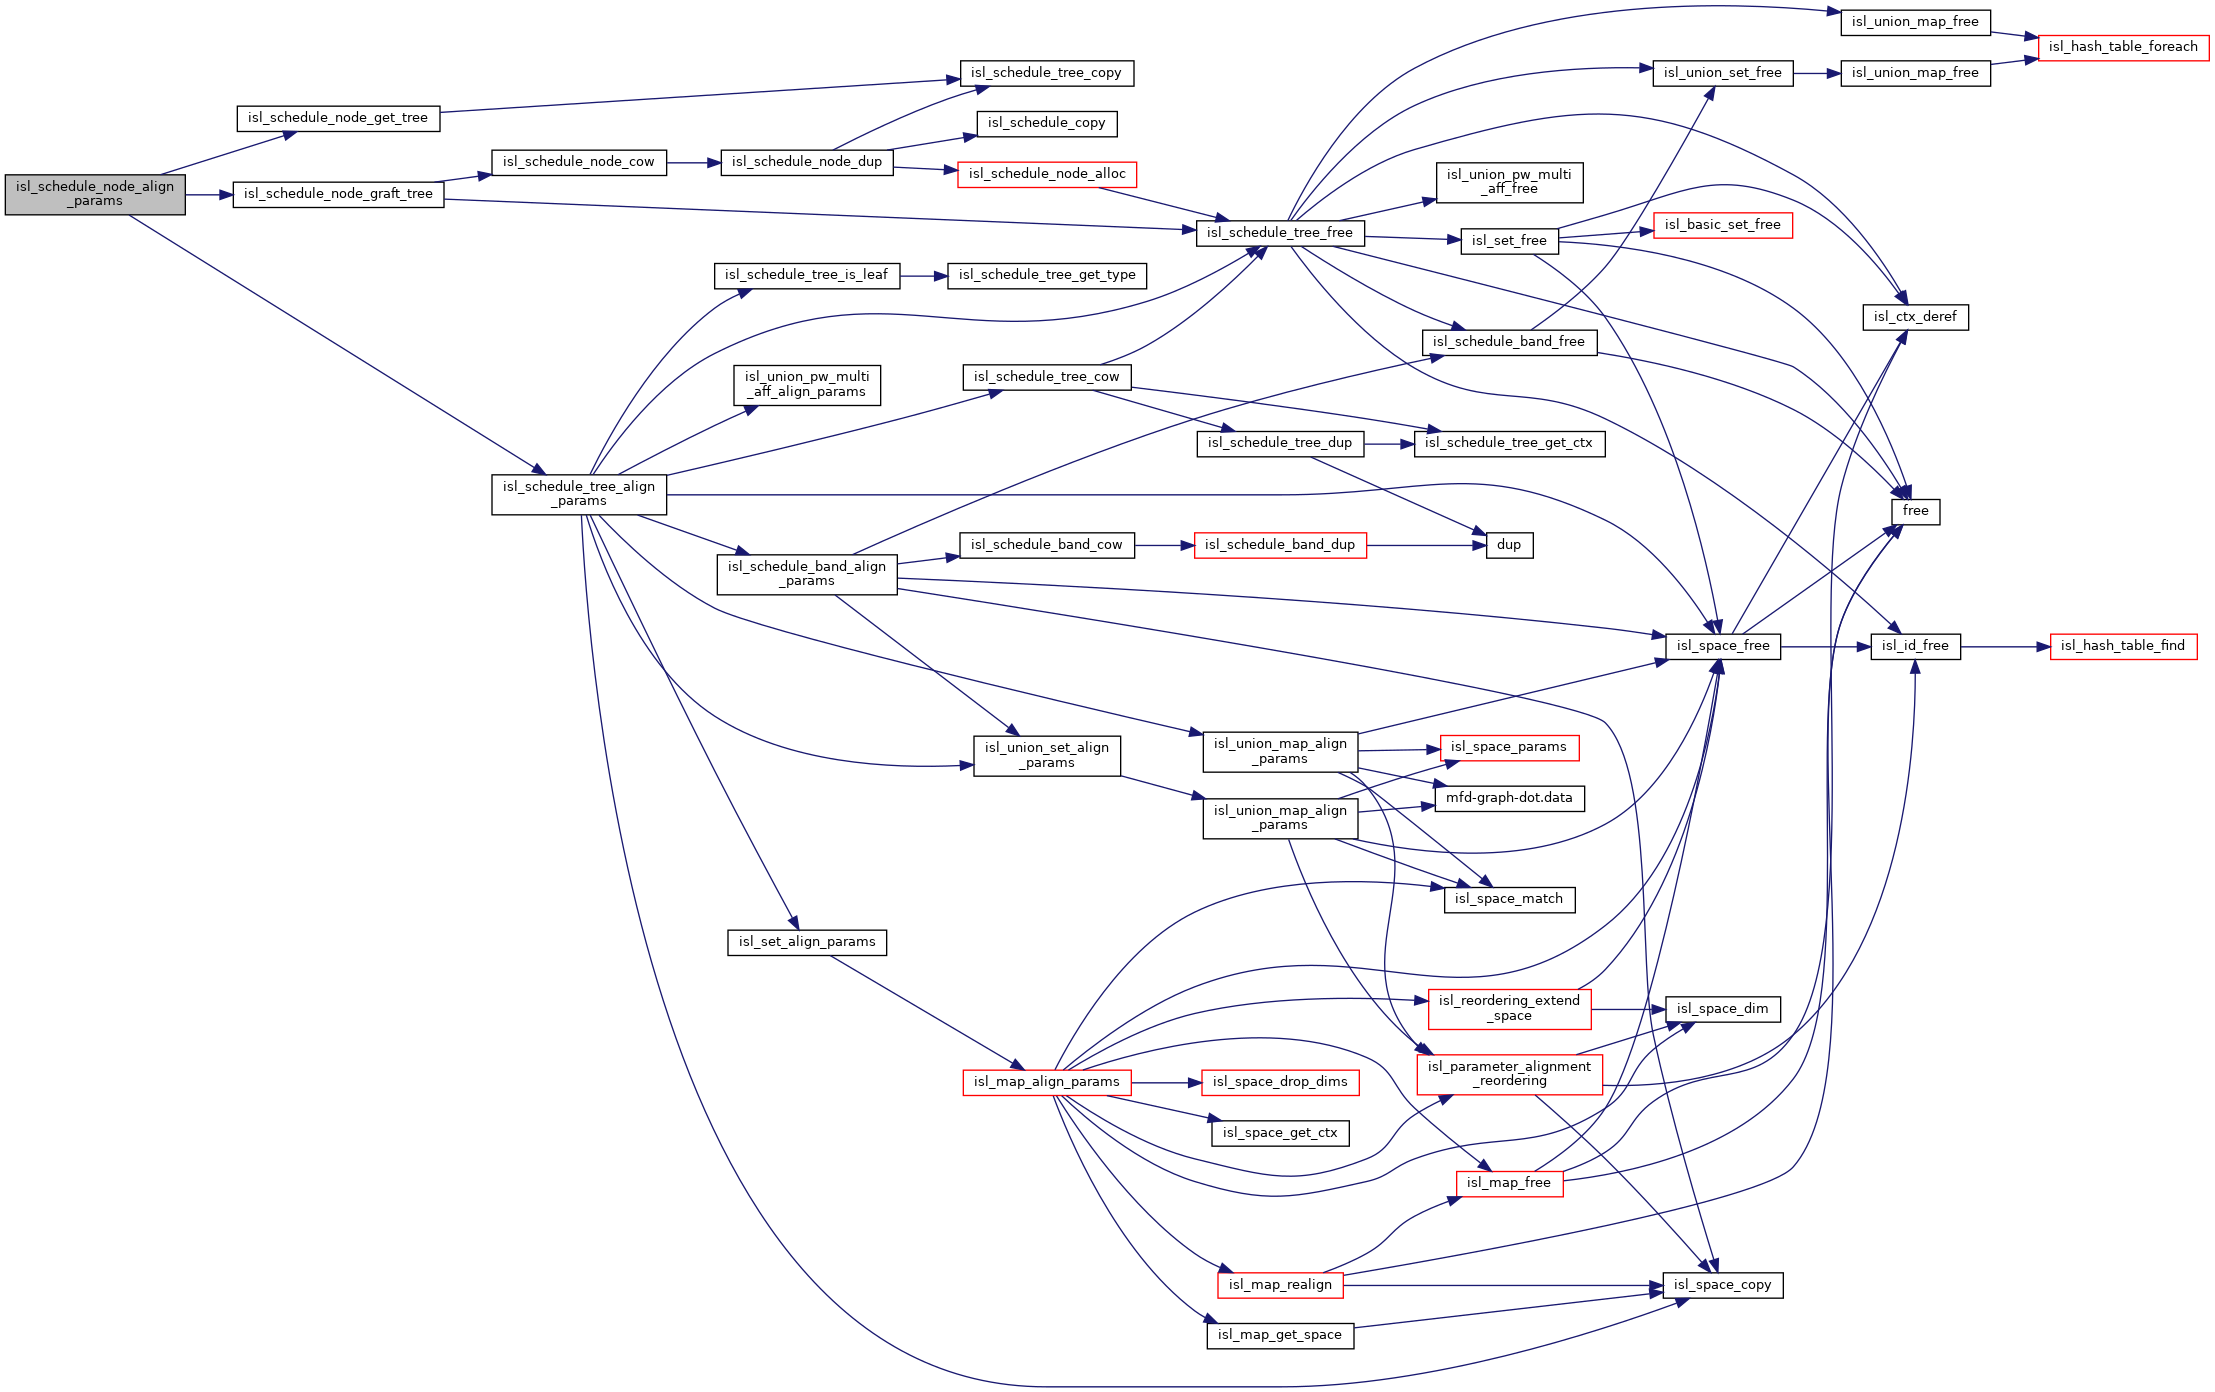 isl_schedule_node_align
_params
isl_schedule_node_get_tree
isl_schedule_node_graft_tree
isl_schedule_tree_align
_params
isl_schedule_node_cow
isl_schedule_node_dup
isl_schedule_tree_copy
isl_schedule_copy
isl_schedule_node_alloc
isl_schedule_tree_is_leaf
isl_schedule_tree_get_type
isl_union_pw_multi
_aff_align_params
isl_schedule_tree_cow
isl_schedule_band_align
_params
isl_schedule_band_cow
isl_schedule_band_dup
isl_union_set_align
_params
isl_set_align_params
isl_map_align_params
isl_schedule_tree_free
isl_schedule_tree_dup
isl_schedule_tree_get_ctx
dup
isl_union_map_align
_params
isl_union_map_align
_params
isl_space_params
mfd-graph-dot.data
isl_space_match
isl_reordering_extend
_space
isl_parameter_alignment
_reordering
isl_space_drop_dims
isl_space_get_ctx
isl_map_free
isl_map_realign
isl_map_get_space
isl_union_pw_multi
_aff_free
isl_set_free
isl_schedule_band_free
isl_union_set_free
isl_basic_set_free
isl_space_free
isl_space_dim
isl_space_copy
isl_union_map_free
isl_union_map_free
isl_ctx_deref
free
isl_id_free
isl_hash_table_foreach
isl_hash_table_find